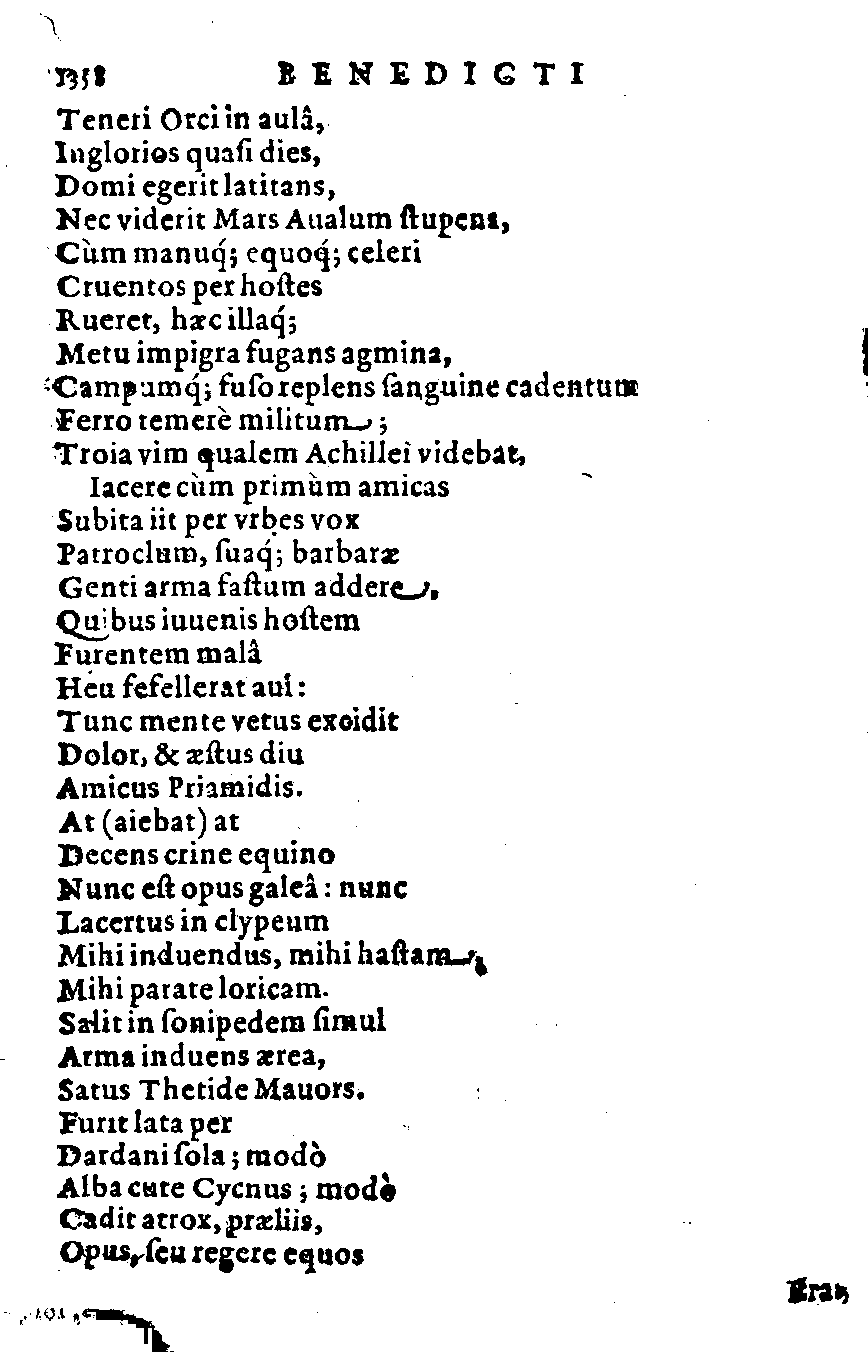 1358 BENEDICTI
Teneri Orci in aulâ,
Inglorios quaſi dies,
Domi egerit latitans,
Nec viderit Mars Aualum ſtupens,
Cùm manuq́; equoq́; celeri
Cruentos per hoſtes
Rueret, hæc illaq́;
Metu impigra fugans agmina,
Campumq́; fuſo replens ſanguine cadentum
Ferro temerè militum;
Troia vim qualem Achillei videbat,
Iacere cùm primùm amicas
Subita iit per vrbes vox
Patroclum, ſuaq́; barbaræ
Genti arma faſtum addere,
Quibus iuuenis hoſtem
Furentem malâ
Heu fefellerat aui:
Tunc mente vetus excidit
Dolor, & æſtus diu
Amicus Priamidis.
At (aiebat) at
Decens crine equino
Nunc eſt opus galeâ: nunc
Lacertus in clypeum
Mihi induendus, mihi haſtam,
Mihi parate loricam.
Salit in ſonipedem ſimul
Arma induens ærea,
Satus Thetide Mauors.
Furit lata per
Dardani ſola; modò
Alba cute Cycnus; modò
Cadit atrox, præliis,
Opus, ſeu regere equos